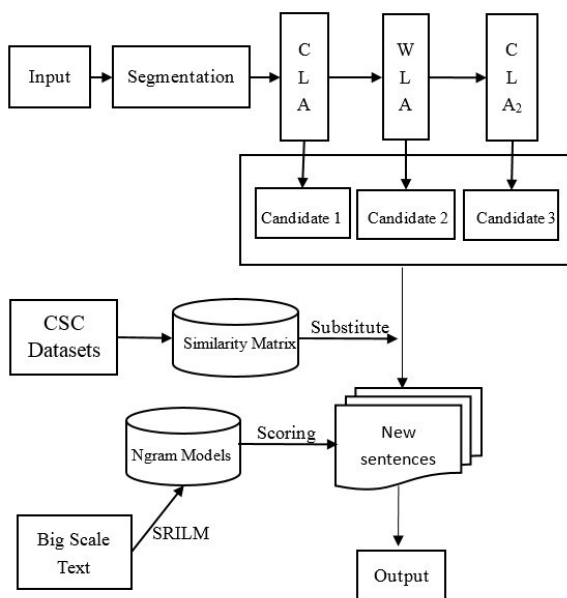 Input
Segmentation
C
L
A
W
L
A
C
L
A₂
Candidate 1
Candidate 2
Candidate 3
CSC
Datasets
Similarity Matrix
Substitute
Ngram Models
Scoring
New
sentences
Big Scale
Text
SRILM
Output